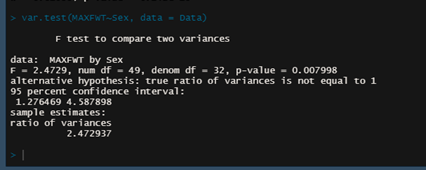 > var.test(MAXFWT~Sex, data = Data)
F test to compare two variances
data: MAXFWT by Sex
F = 2.4729, num df = 49, denom df = 32, p-value = 0.007998
alternative hypothesis: true ratio of variances is not equal to 1
95 percent confidence interval:
1.276469 4.587898
sample estimates:
ratio of variances
2.472937
>